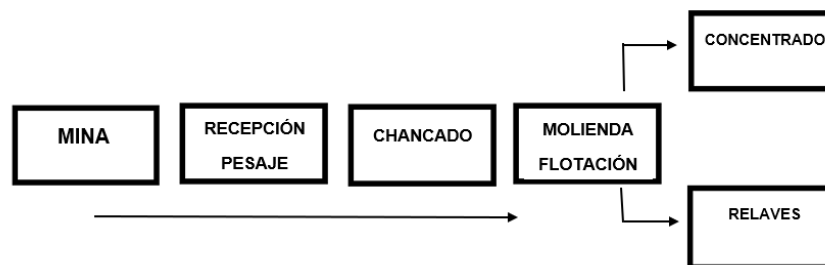 MINA
RECEPCIÓN
PESAJE
CHANCADO
MOLIENDA
FLOTACIÓN
CONCENTRADO
RELAVES